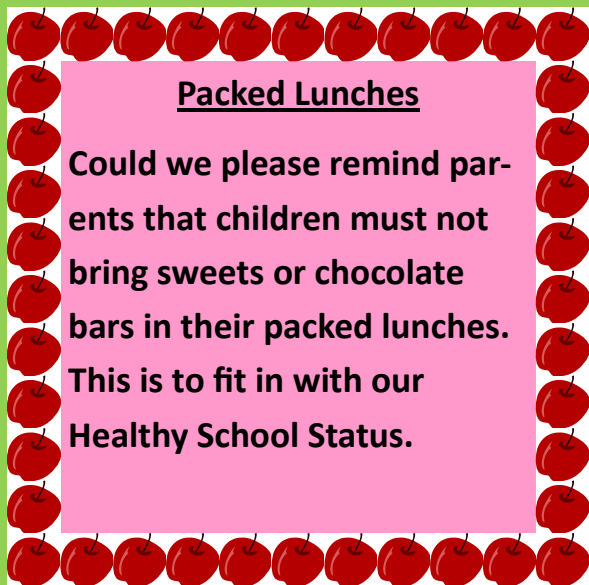 Packed Lunches
Could we please remind par-
ents that children must not
bring sweets or chocolate
bars in their packed lunches.
This is to fit in with our
Healthy School Status.